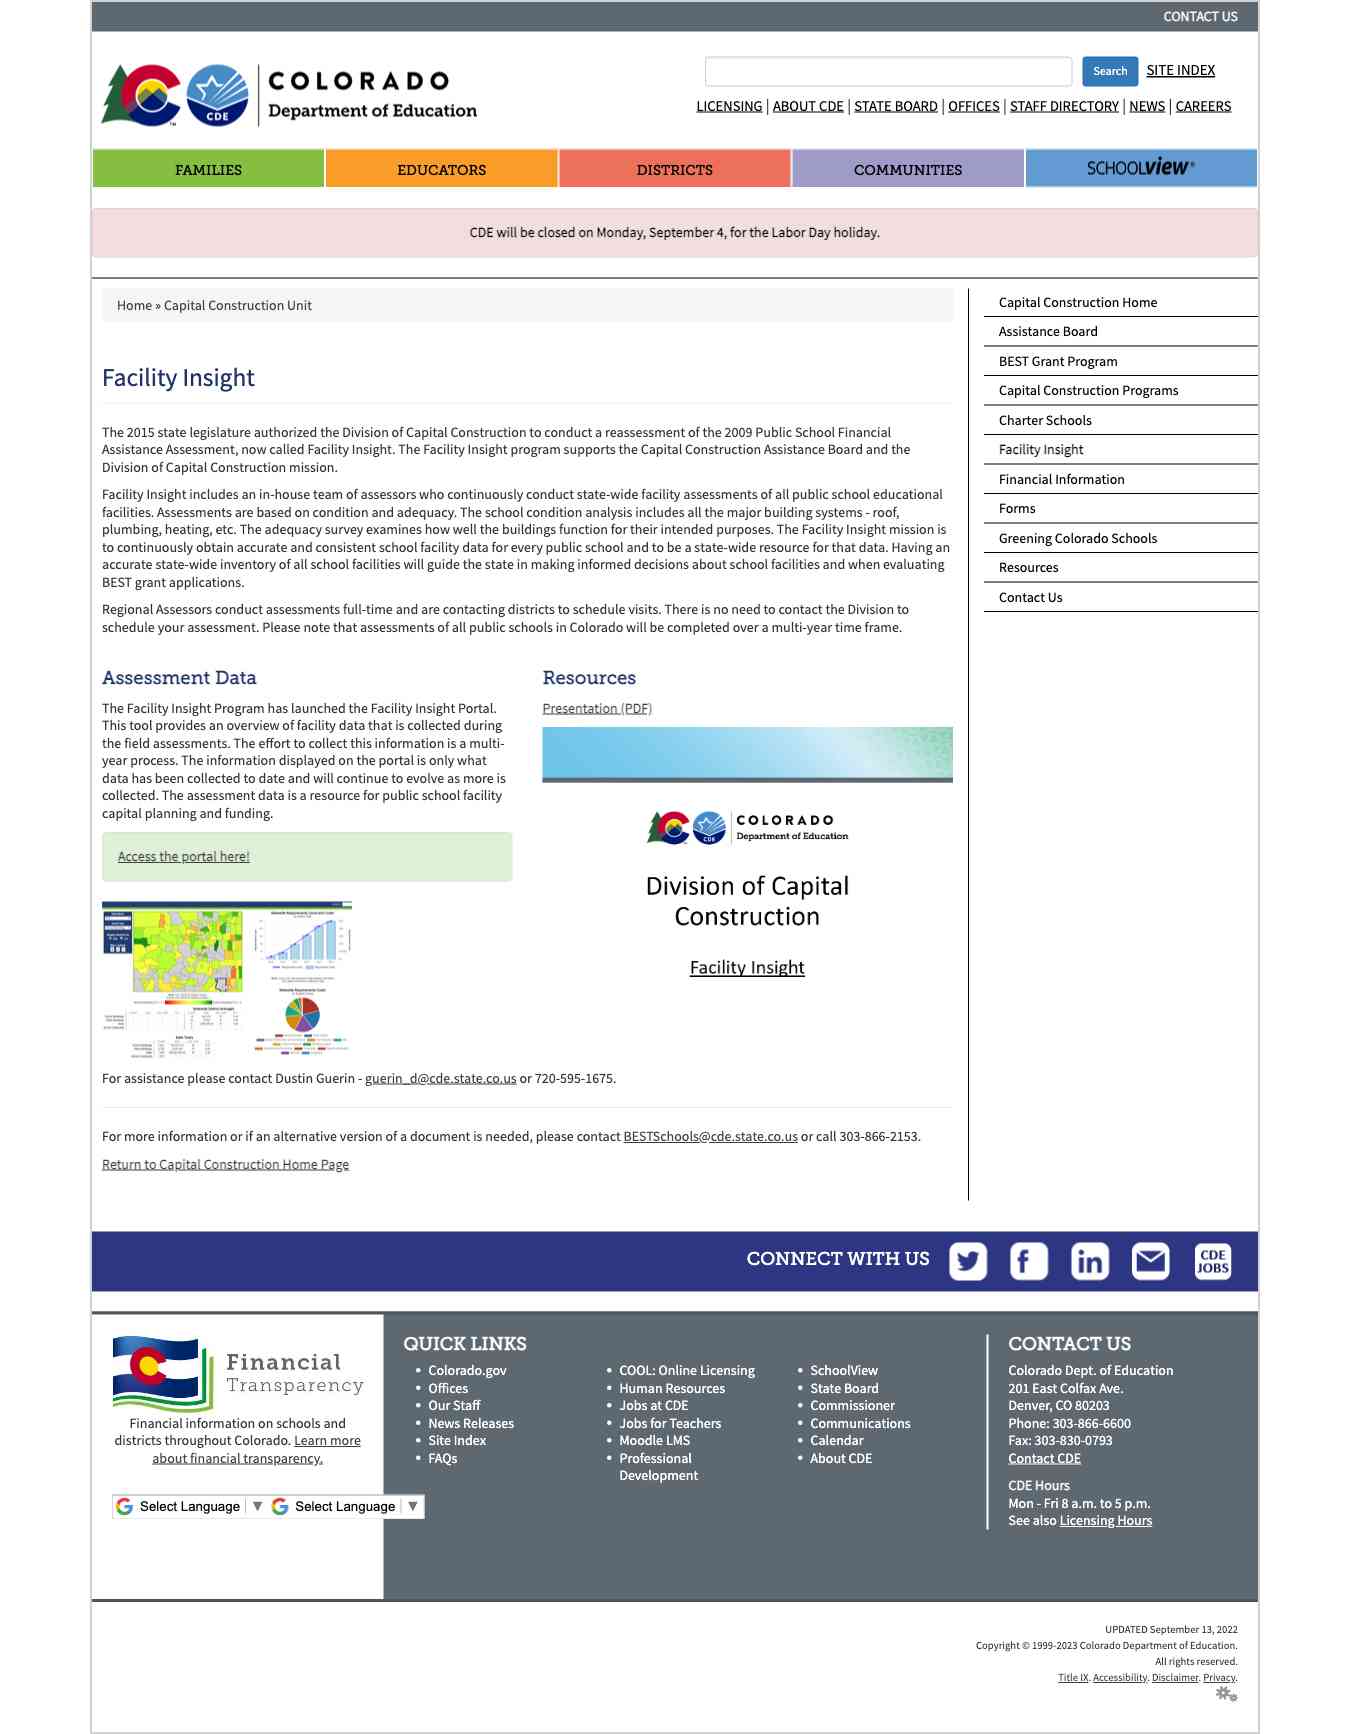 CONTACT US
COLORADO
Department of Education
CDE
Search
SITE INDEX
LICENSING | ABOUT CDE | STATE BOARD | OFFICES | STAFF DIRECTORY | NEWS | CAREERS
FAMILIES
EDUCATORS
DISTRICTS
COMMUNITIES
SCHOOLVIEW®
CDE will be closed on Monday, September 4, for the Labor Day holiday.
Home » Capital Construction Unit
Facility Insight
The 2015 state legislature authorized the Division of Capital Construction to conduct a reassessment of the 2009 Public School Financial
Assistance Assessment, now called Facility Insight. The Facility Insight program supports the Capital Construction Assistance Board and the
Division of Capital Construction mission.
Facility Insight includes an in-house team of assessors who continuously conduct state-wide facility assessments of all public school educational
facilities. Assessments are based on condition and adequacy. The school condition analysis includes all the major building systems - roof,
plumbing, heating, etc. The adequacy survey examines how well the buildings function for their intended purposes. The Facility Insight mission is
to continuously obtain accurate and consistent school facility data for every public school and to be a state-wide resource for that data. Having an
accurate state-wide inventory of all school facilities will guide the state in making informed decisions about school facilities and when evaluating
BEST grant applications.
Regional Assessors conduct assessments full-time and are contacting districts to schedule visits. There is no need to contact the Division to
schedule your assessment. Please note that assessments of all public schools in Colorado will be completed over a multi-year time frame.
Assessment Data
The Facility Insight Program has launched the Facility Insight Portal.
This tool provides an overview of facility data that is collected during
the field assessments. The effort to collect this information is a multi-
year process. The information displayed on the portal is only what
data has been collected to date and will continue to evolve as more is
collected. The assessment data is a resource for public school facility
capital planning and funding.
Access the portal here!
Resources
Presentation (PDF)
COLORADO
Department of Education
CDE
Division of Capital
Construction
Facility Insight
For assistance please contact Dustin Guerin - guerin_d@cde.state.co.us or 720-595-1675.
For more information or if an alternative version of a document is needed, please contact BESTSchools@cde.state.co.us or call 303-866-2153.
Return to Capital Construction Home Page
Capital Construction Home
Assistance Board
BEST Grant Program
Capital Construction Programs
Charter Schools
Facility Insight
Financial Information
Forms
Greening Colorado Schools
Resources
Contact Us
CONNECT WITH US
CDE
JOBS
Financial
Transparency
Financial information on schools and
districts throughout Colorado. Learn more
about financial transparency.
Select Language ▼
Select Language ▼
QUICK LINKS
• Colorado.gov
• Offices
• Our Staff
• News Releases
• Site Index
• FAQs
• COOL: Online Licensing
• Human Resources
• Jobs at CDE
• Jobs for Teachers
• Moodle LMS
• Professional
Development
• SchoolView
• State Board
• Commissioner
• Communications
• Calendar
• About CDE
CONTACT US
Colorado Dept. of Education
201 East Colfax Ave.
Denver, CO 80203
Phone: 303-866-6600
Fax: 303-830-0793
Contact CDE
CDE Hours
Mon - Fri 8 a.m. to 5 p.m.
See also Licensing Hours
UPDATED September 13, 2022
Copyright © 1999-2023 Colorado Department of Education.
All rights reserved.
Title IX. Accessibility. Disclaimer. Privacy.